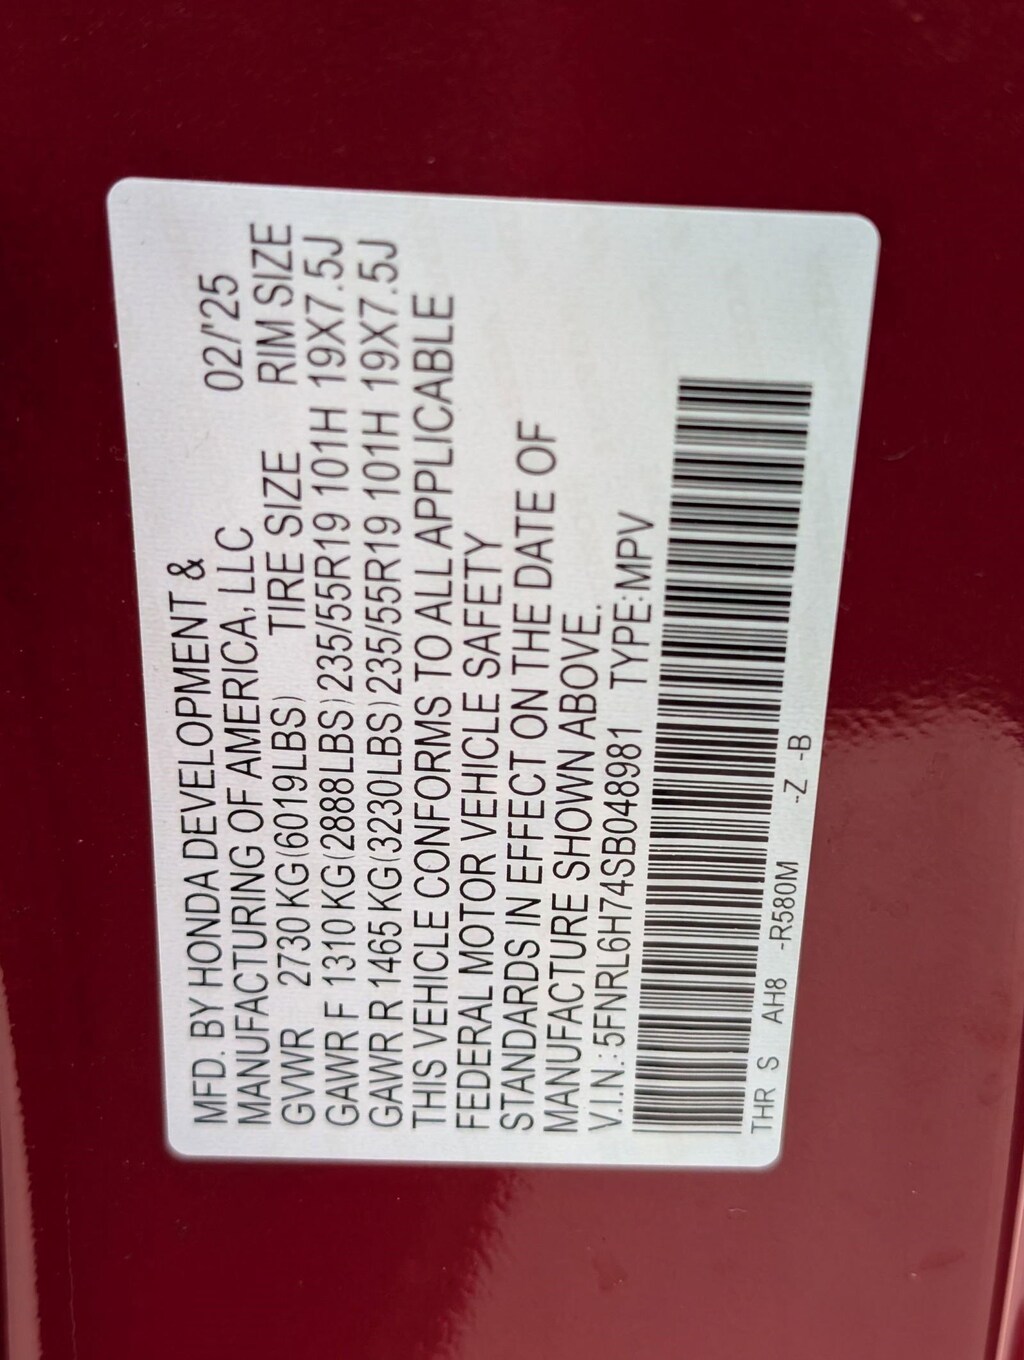 MFD. BY HONDA DEVELOPMENT &
MANUFACTURING OF AMERICA, LLC 02/'25
GVWR 2730 KG(6019LBS) TIRE SIZE RIM SIZE
GAWR F 1310 KG(2888LBS) 235/55R19 101H 19X7.5J
GAWR R 1465 KG(3230LBS) 235/55R19 101H 19X7.5J
THIS VEHICLE CONFORMS TO ALL APPLICABLE
FEDERAL MOTOR VEHICLE SAFETY
STANDARDS IN EFFECT ON THE DATE OF
MANUFACTURE SHOWN ABOVE.
V.I.N.:5FNRL6H74SB048981 TYPE:MPV
THR S AH8 -R580M -Z -B